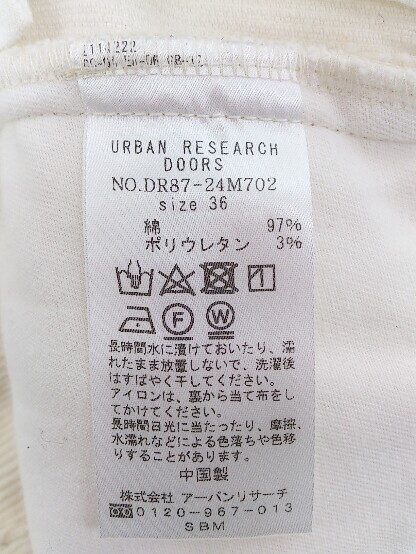 URBAN RESEARCH
DOORS
NO.DR87-24M702
size 36
綿 97%
ポリウレタン 3%
F W
長時間水に漬けておいたり、濡
れたまま放置しないで、洗濯後
はすばやく干してください。
アイロンは、裏から当て布をし
てかけてください。
長時間日光に当たったり、摩擦、
水濡れなどによる色落ちや色移
りすることがあります。
中国製
株式会社 アーバンリサーチ
0120-967-013
SBM